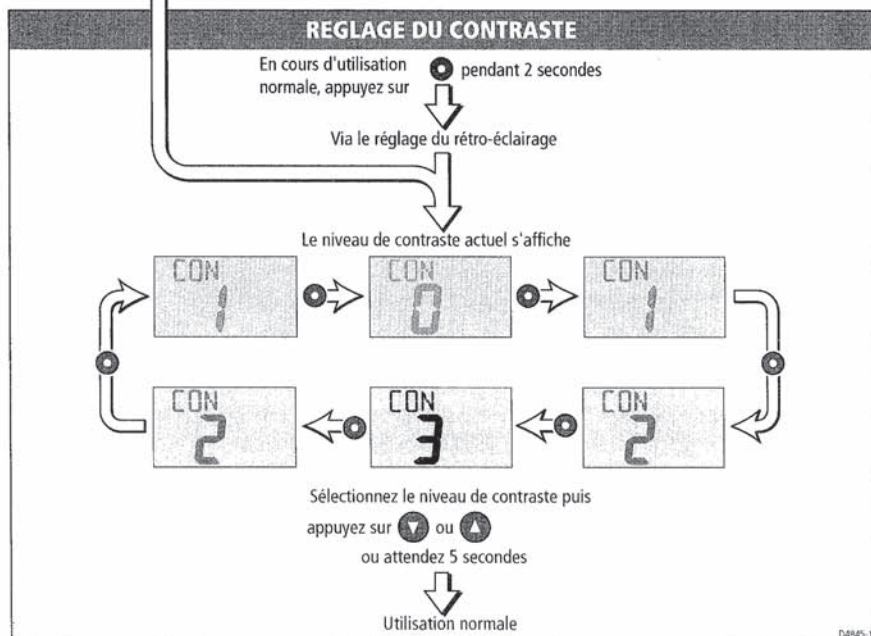 REGLAGE DU CONTRASTE
En cours d'utilisation
normale, appuyez sur pendant 2 secondes
Via le réglage du rétro-éclairage
Le niveau de contraste actuel s'affiche
CON
1
CON
0
CON
1
CON
2
CON
3
CON
2
Sélectionnez le niveau de contraste puis
appuyez sur ou
ou attendez 5 secondes
Utilisation normale
D4845-1